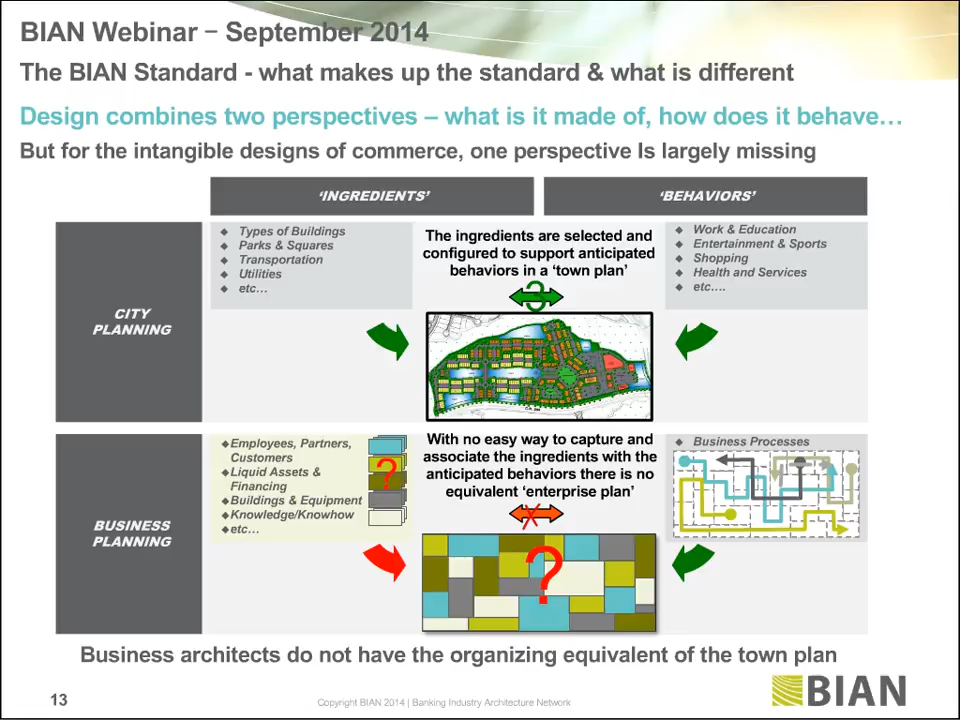 BIAN Webinar – September 2014
The BIAN Standard - what makes up the standard & what is different
Design combines two perspectives – what is it made of, how does it behave…
But for the intangible designs of commerce, one perspective Is largely missing
‘INGREDIENTS’
‘BEHAVIORS’
CITY
PLANNING
Types of Buildings
Parks & Squares
Transportation
Utilities
etc…
The ingredients are selected and
configured to support anticipated
behaviors in a ‘town plan’
3
Work & Education
Entertainment & Sports
Shopping
Health and Services
etc….
BUSINESS
PLANNING
Employees, Partners,
Customers
Liquid Assets &
Financing
Buildings & Equipment
Knowledge/Knowhow
etc…
?
With no easy way to capture and
associate the ingredients with the
anticipated behaviors there is no
equivalent ‘enterprise plan’
X
?
Business Processes
Business architects do not have the organizing equivalent of the town plan
13
Copyright BIAN 2014 | Banking Industry Architecture Network
BIAN